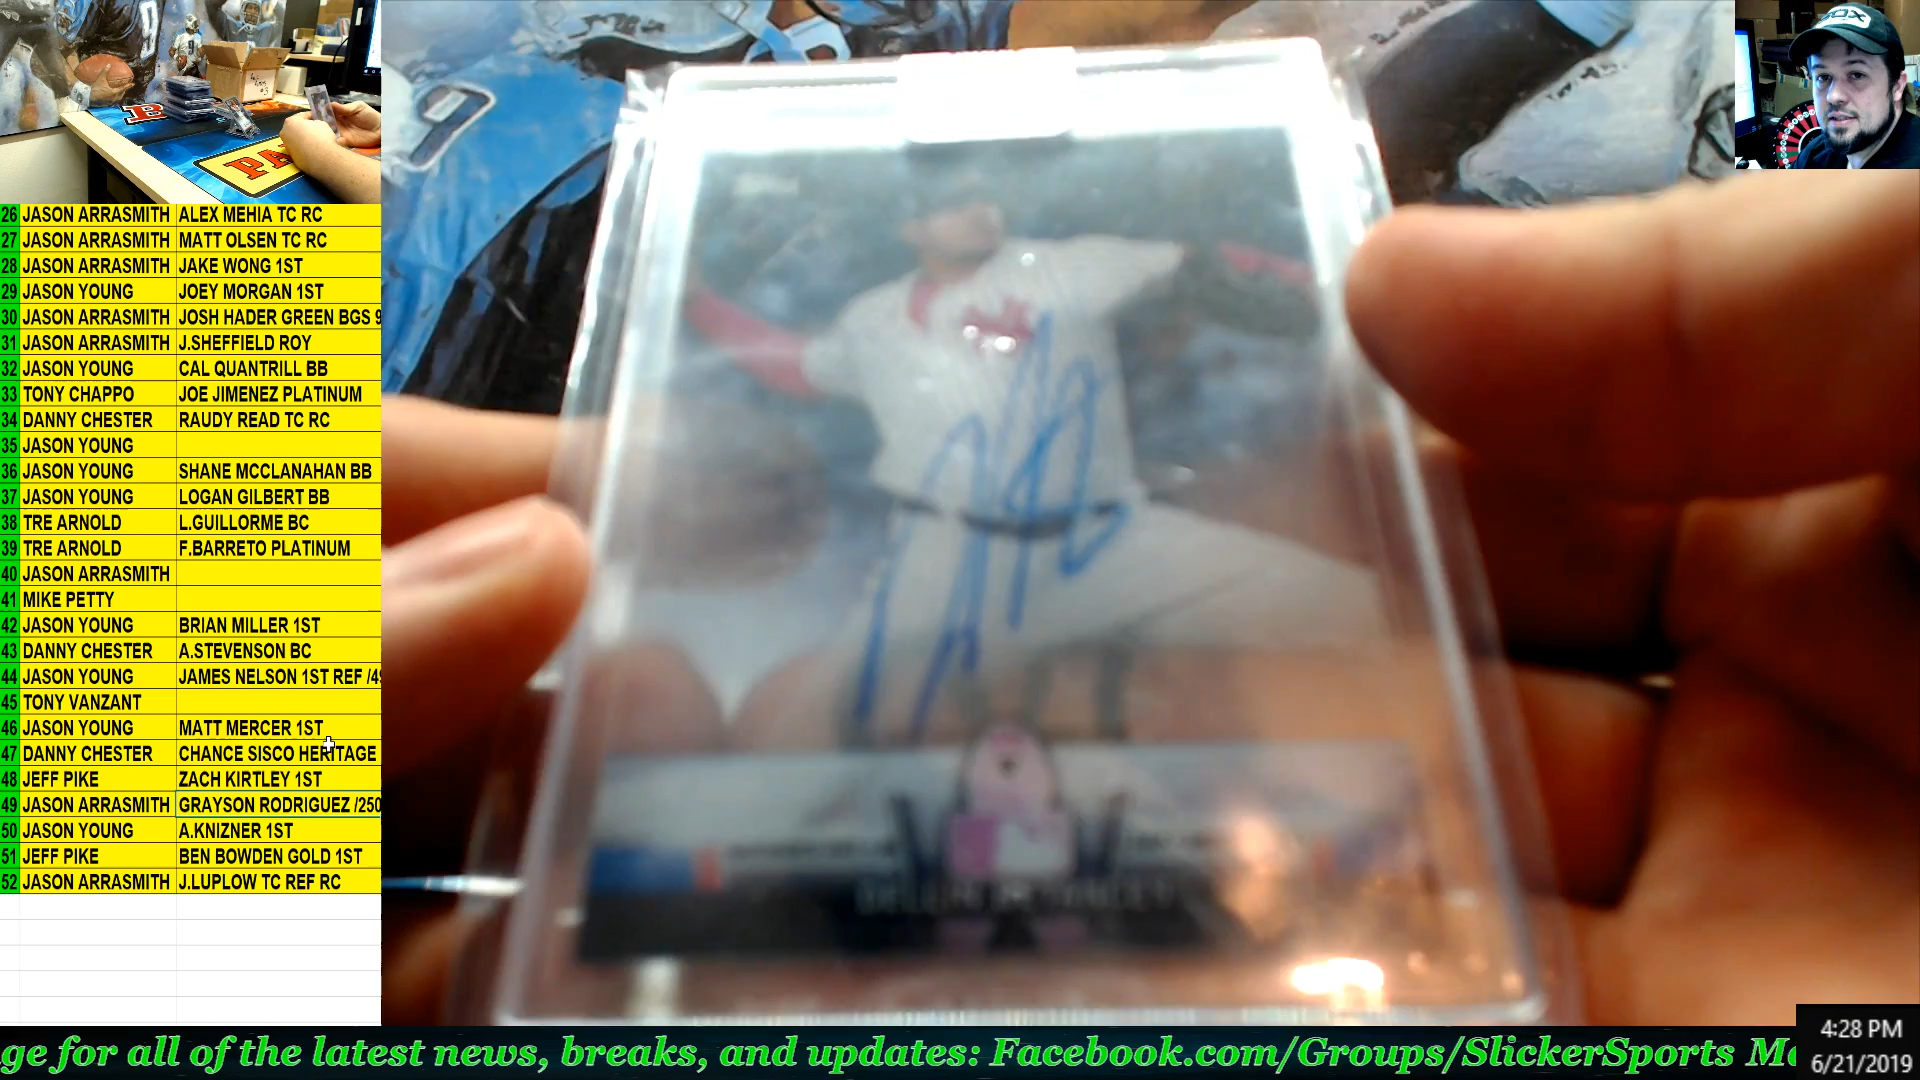 26 JASON ARRASMITH ALEX MEHIA TC RC
27 JASON ARRASMITH MATT OLSEN TC RC
28 JASON ARRASMITH JAKE WONG 1ST
29 JASON YOUNG JOEY MORGAN 1ST
30 JASON ARRASMITH JOSH HADER GREEN BGS 9
31 JASON ARRASMITH J.SHEFFIELD ROY
32 JASON YOUNG CAL QUANTRILL BB
33 TONY CHAPPO JOE JIMENEZ PLATINUM
34 DANNY CHESTER RAUDY READ TC RC
35 JASON YOUNG
36 JASON YOUNG SHANE MCCLANAHAN BB
37 JASON YOUNG LOGAN GILBERT BB
38 TRE ARNOLD L.GUILLORME BC
39 TRE ARNOLD F.BARRETO PLATINUM
40 JASON ARRASMITH
41 MIKE PETTY
42 JASON YOUNG BRIAN MILLER 1ST
43 DANNY CHESTER A.STEVENSON BC
44 JASON YOUNG JAMES NELSON 1ST REF /49
45 TONY VANZANT
46 JASON YOUNG MATT MERCER 1ST
47 DANNY CHESTER CHANCE SISCO HERITAGE
48 JEFF PIKE ZACH KIRTLEY 1ST
49 JASON ARRASMITH GRAYSON RODRIGUEZ /250
50 JASON YOUNG A.KNIZNER 1ST
51 JEFF PIKE BEN BOWDEN GOLD 1ST
52 JASON ARRASMITH J.LUPLOW TC REF RC
ge for all of the latest news, breaks, and updates: Facebook.com/Groups/SlickerSports
4:28 PM
6/21/2019